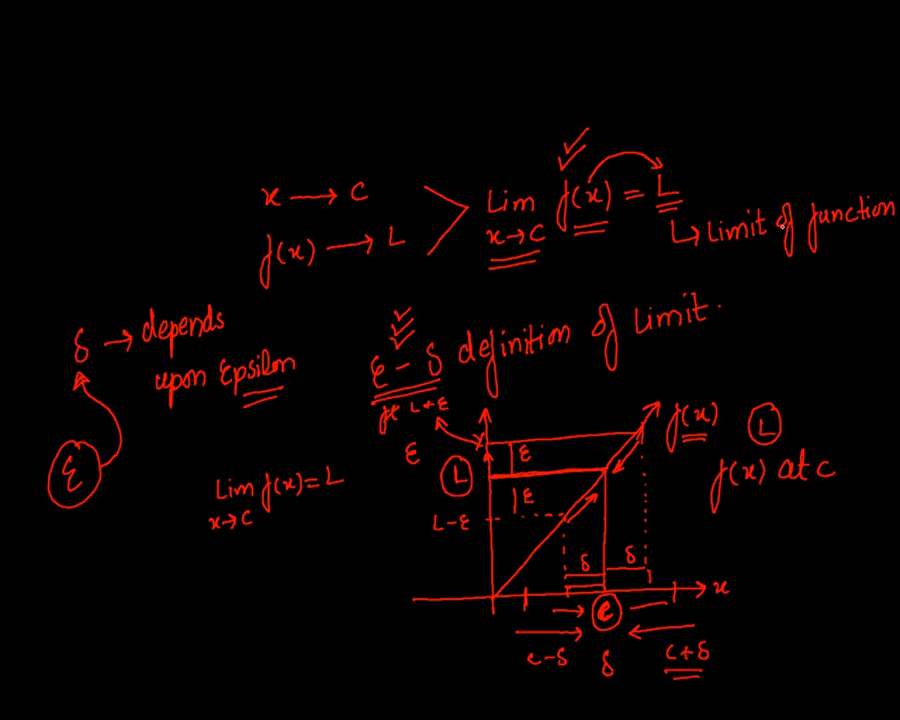 x → C
f(x) → L
Lim f(x) = L
x→C
↳ Limit of function
δ → depends
upon Epsilon
ε
ε - δ definition of Limit.
L+ε
ε
ε
L
ε
L-ε
f(x)
L
f(x) at c
Lim f(x) = L
x→C
δ δ
x
c
c-δ δ c+δ